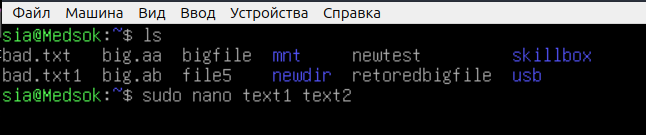 Файл Машина Вид Ввод Устройства Справка
sia@Medsok:~$ ls
bad.txt big.aa bigfile mnt newtest skillbox
bad.txt1 big.ab file5 newdir retoredbigfile usb
sia@Medsok:~$ sudo nano text1 text2